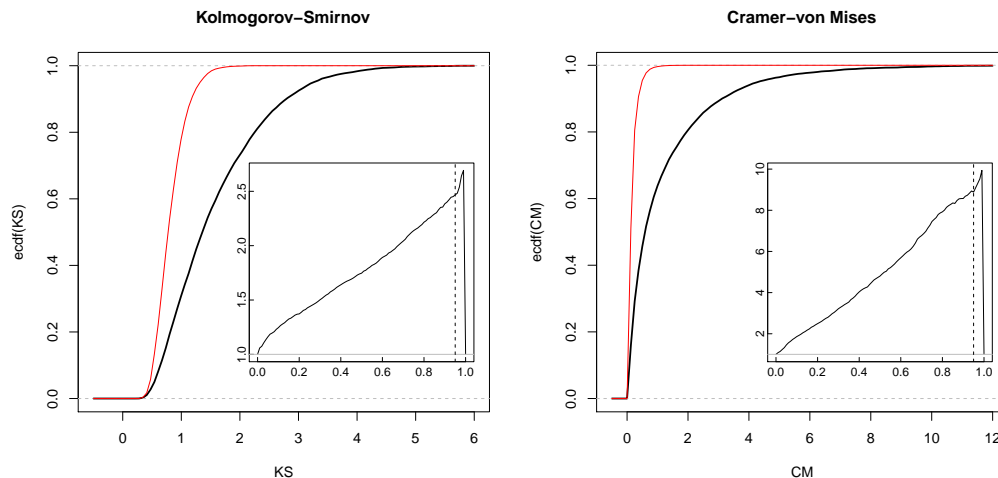 Kolmogorov−Smirnov
ecdf(KS)
1.0
0.8
0.6
0.4
0.2
0.0
2.5
2.0
1.5
1.0
0.0 0.2 0.4 0.6 0.8 1.0
0 1 2 3 4 5 6
KS
Cramer−von Mises
ecdf(CM)
1.0
0.8
0.6
0.4
0.2
0.0
10
8
6
4
2
0.0 0.2 0.4 0.6 0.8 1.0
0 2 4 6 8 10 12
CM